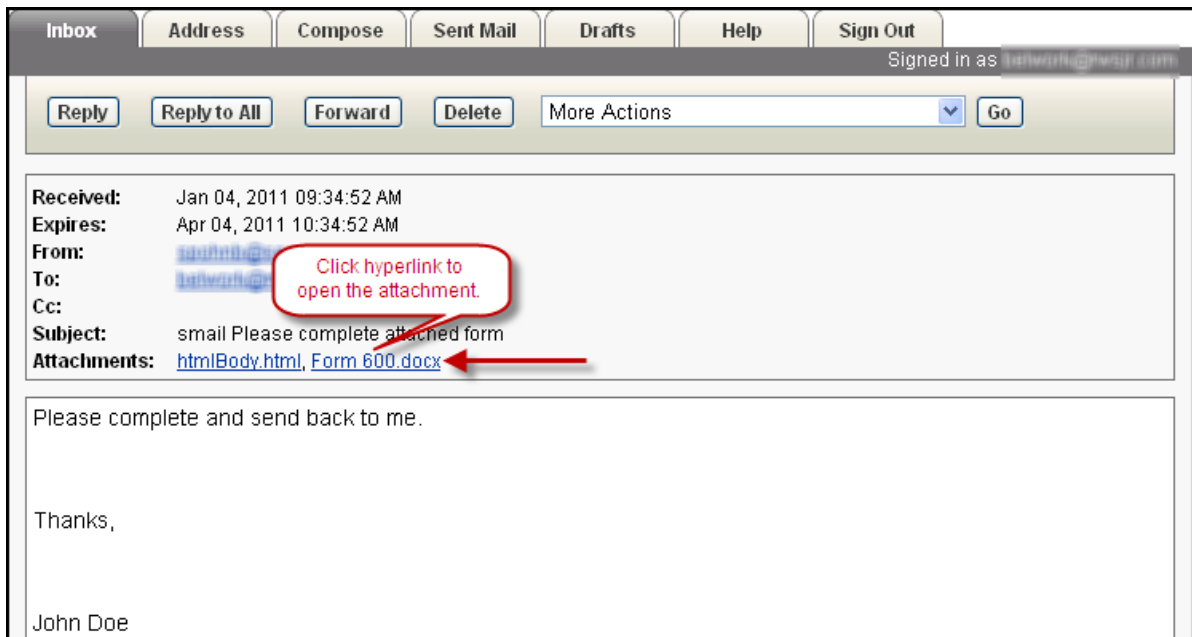 Inbox Address Compose Sent Mail Drafts Help Sign Out
Signed in as
Reply Reply to All Forward Delete More Actions Go
Received: Jan 04, 2011 09:34:52 AM
Expires: Apr 04, 2011 10:34:52 AM
From:
To:
Click hyperlink to
open the attachment.
Cc:
Subject: smail Please complete attached form
Attachments: htmlBody.html, Form 600.docx
Please complete and send back to me.
Thanks,
John Doe